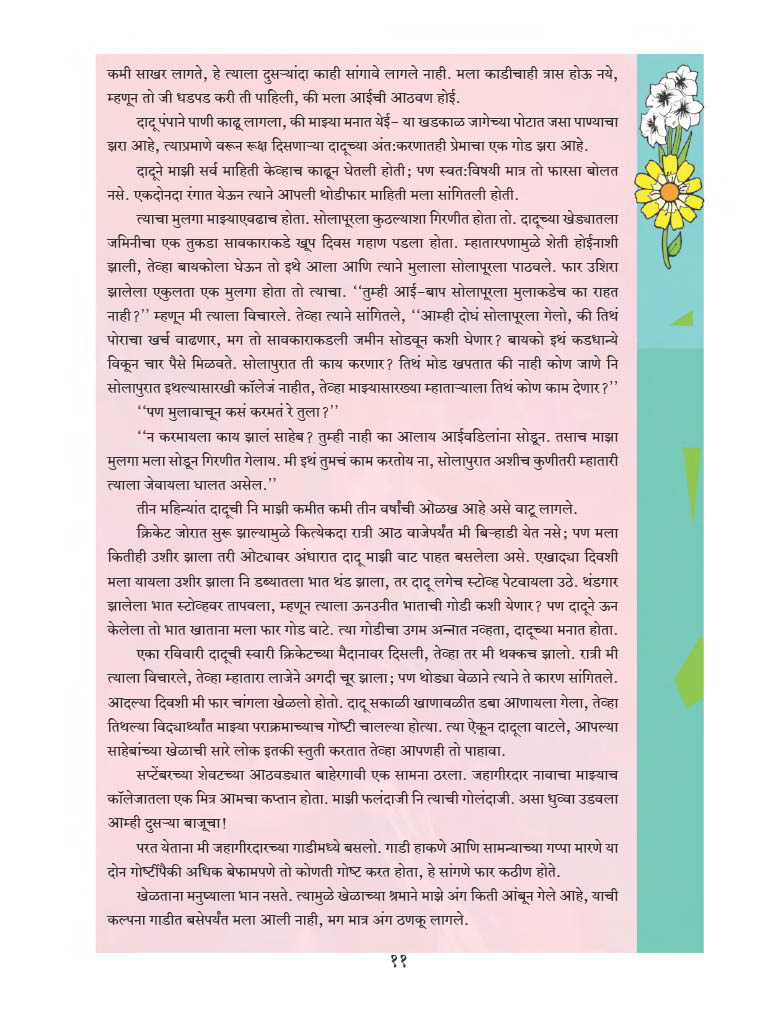 कमी साखर लागते, हे त्याला दुसऱ्यांदा काही सांगावे लागले नाही. मला काडीचाही त्रास होऊ नये,
म्हणून तो जी धडपड करी ती पाहिली, की मला आईची आठवण होई.
दादू पंपाने पाणी काढू लागला, की माझ्या मनात येई- या खडकाळ जागेच्या पोटात जसा पाण्याचा
झरा आहे, त्याप्रमाणे वरून रूक्ष दिसणाऱ्या दादूच्या अंतःकरणातही प्रेमाचा एक गोड झरा आहे.
दादूने माझी सर्व माहिती केव्हाच काढून घेतली होती; पण स्वतःविषयी मात्र तो फारसा बोलत
नसे. एकदोनदा रंगात येऊन त्याने आपली थोडीफार माहिती मला सांगितली होती.
त्याचा मुलगा माझ्याएवढाच होता. सोलापूरला कुठल्याशा गिरणीत होता तो. दादूच्या खेड्यातला
जमिनीचा एक तुकडा सावकाराकडे खूप दिवस गहाण पडला होता. म्हातारपणामुळे शेती होईनाशी
झाली, तेव्हा बायकोला घेऊन तो इथे आला आणि त्याने मुलाला सोलापूरला पाठवले. फार उशिरा
झालेला एकुलता एक मुलगा होता तो त्याचा. ‘‘तुम्ही आई-बाप सोलापूरला मुलाकडेच का राहत
नाही?’’ म्हणून मी त्याला विचारले. तेव्हा त्याने सांगितले, ‘‘आम्ही दोघं सोलापूरला गेलो, की तिथं
पोराचा खर्च वाढणार, मग तो सावकाराकडली जमीन सोडवून कशी घेणार? बायको इथं कडधान्ये
विकून चार पैसे मिळवते. सोलापुरात ती काय करणार? तिथं मोड खपतात की नाही कोण जाणे नि
सोलापुरात इथल्यासारखी कॉलेजं नाहीत, तेव्हा माझ्यासारख्या म्हाताऱ्याला तिथं कोण काम देणार?’’
‘‘पण मुलावाचून कसं करमतं रे तुला?’’
‘‘न करमायला काय झालं साहेब? तुम्ही नाही का आलाय आईवडिलांना सोडून. तसाच माझा
मुलगा मला सोडून गिरणीत गेलाय. मी इथं तुमचं काम करतोय ना, सोलापुरात अशीच कुणीतरी म्हातारी
त्याला जेवायला घालत असेल.’’
तीन महिन्यांत दादूची नि माझी कमीत कमी तीन वर्षांची ओळख आहे असे वाटू लागले.
क्रिकेट जोरात सुरू झाल्यामुळे कित्येकदा रात्री आठ वाजेपर्यंत मी बिऱ्हाडी येत नसे; पण मला
कितीही उशीर झाला तरी ओट्यावर अंधारात दादू माझी वाट पाहत बसलेला असे. एखाद्या दिवशी
मला यायला उशीर झाला नि डब्यातला भात थंड झाला, तर दादू लगेच स्टोव्ह पेटवायला उठे. थंडगार
झालेला भात स्टोव्हवर तापवला, म्हणून त्याला ऊनउनीत भाताची गोडी कशी येणार? पण दादूने ऊन
केलेला तो भात खाताना मला फार गोड वाटे. त्या गोडीचा उगम अन्नात नव्हता, दादूच्या मनात होता.
एका रविवारी दादूची स्वारी क्रिकेटच्या मैदानावर दिसली, तेव्हा तर मी थक्कच झालो. रात्री मी
त्याला विचारले, तेव्हा म्हातारा लाजेने अगदी चूर झाला; पण थोड्या वेळाने त्याने ते कारण सांगितले.
आदल्या दिवशी मी फार चांगला खेळलो होतो. दादू सकाळी खाणावळीत डबा आणायला गेला, तेव्हा
तिथल्या विद्यार्थ्यांत माझ्या पराक्रमाच्याच गोष्टी चालल्या होत्या. त्या ऐकून दादूला वाटले, आपल्या
साहेबांच्या खेळाची सारे लोक इतकी स्तुती करतात तेव्हा आपणही तो पाहावा.
सप्टेंबरच्या शेवटच्या आठवड्यात बाहेरगावी एक सामना ठरला. जहागीरदार नावाचा माझ्याच
कॉलेजातला एक मित्र आमचा कप्तान होता. माझी फलंदाजी नि त्याची गोलंदाजी. असा धुव्वा उडवला
आम्ही दुसऱ्या बाजूचा!
परत येताना मी जहागीरदारच्या गाडीमध्ये बसलो. गाडी हाकणे आणि सामन्याच्या गप्पा मारणे या
दोन गोष्टींपैकी अधिक बेफामपणे तो कोणती गोष्ट करत होता, हे सांगणे फार कठीण होते.
खेळताना मनुष्याला भान नसते. त्यामुळे खेळाच्या श्रमाने माझे अंग किती आंबून गेले आहे, याची
कल्पना गाडीत बसेपर्यंत मला आली नाही, मग मात्र अंग ठणकू लागले.
११